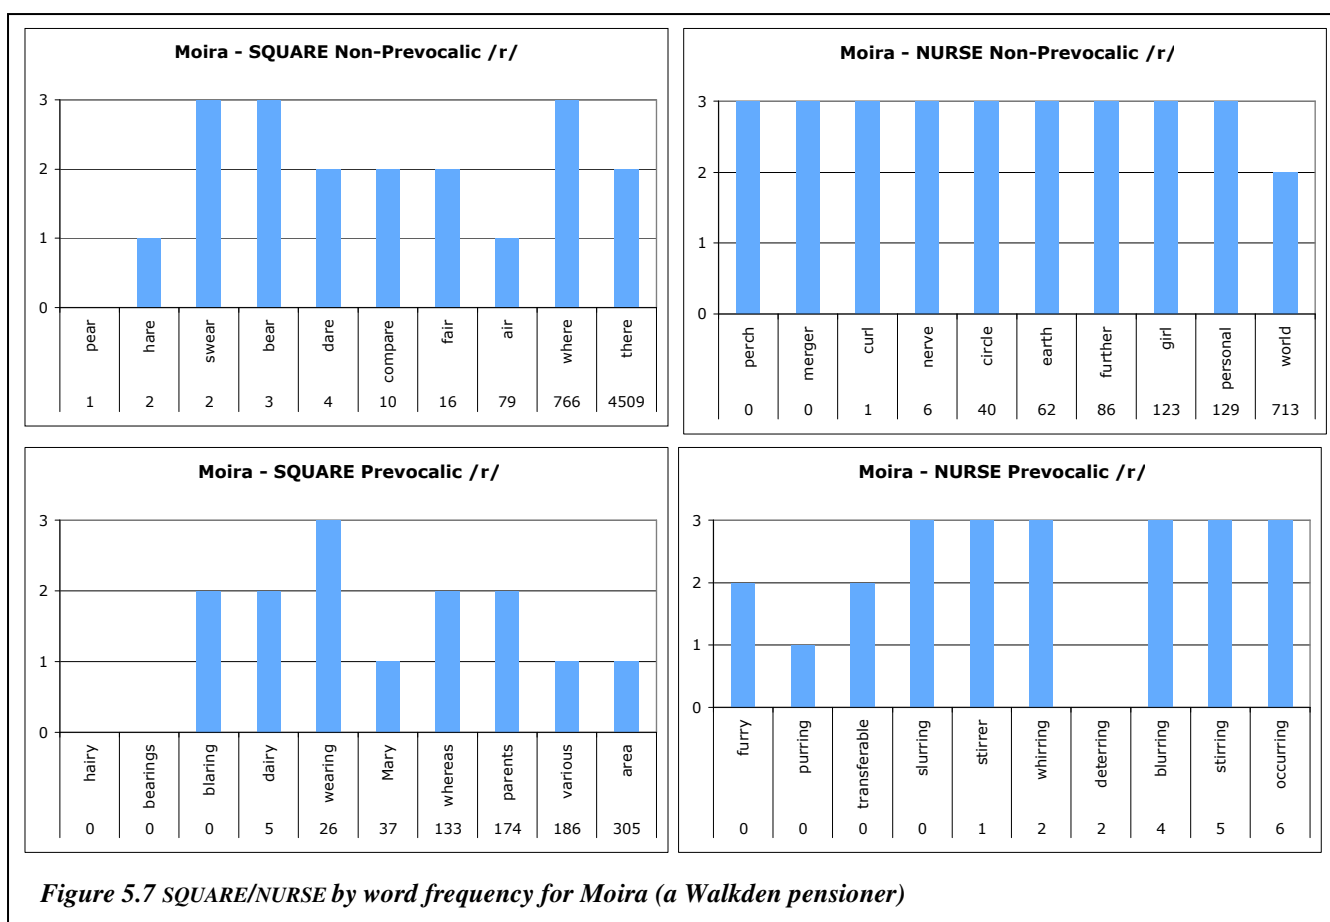 Moira - SQUARE Non-Prevocalic /r/
3
2
1
0
pear
hare
swear
bear
dare
compare
fair
air
where
there
1 2 2 3 4 10 16 79 766 4509
Moira - NURSE Non-Prevocalic /r/
3
2
1
0
perch
merger
curl
nerve
circle
earth
further
girl
personal
world
0 0 1 6 40 62 86 123 129 713
Moira - SQUARE Prevocalic /r/
3
2
1
0
hairy
bearings
blaring
dairy
wearing
Mary
whereas
parents
various
area
0 0 0 5 26 37 133 174 186 305
Moira - NURSE Prevocalic /r/
3
2
1
0
furry
purring
transferable
slurring
stirrer
whirring
deterring
blurring
stirring
occurring
0 0 0 0 1 2 2 4 5 6
Figure 5.7 SQUARE/NURSE by word frequency for Moira (a Walkden pensioner)